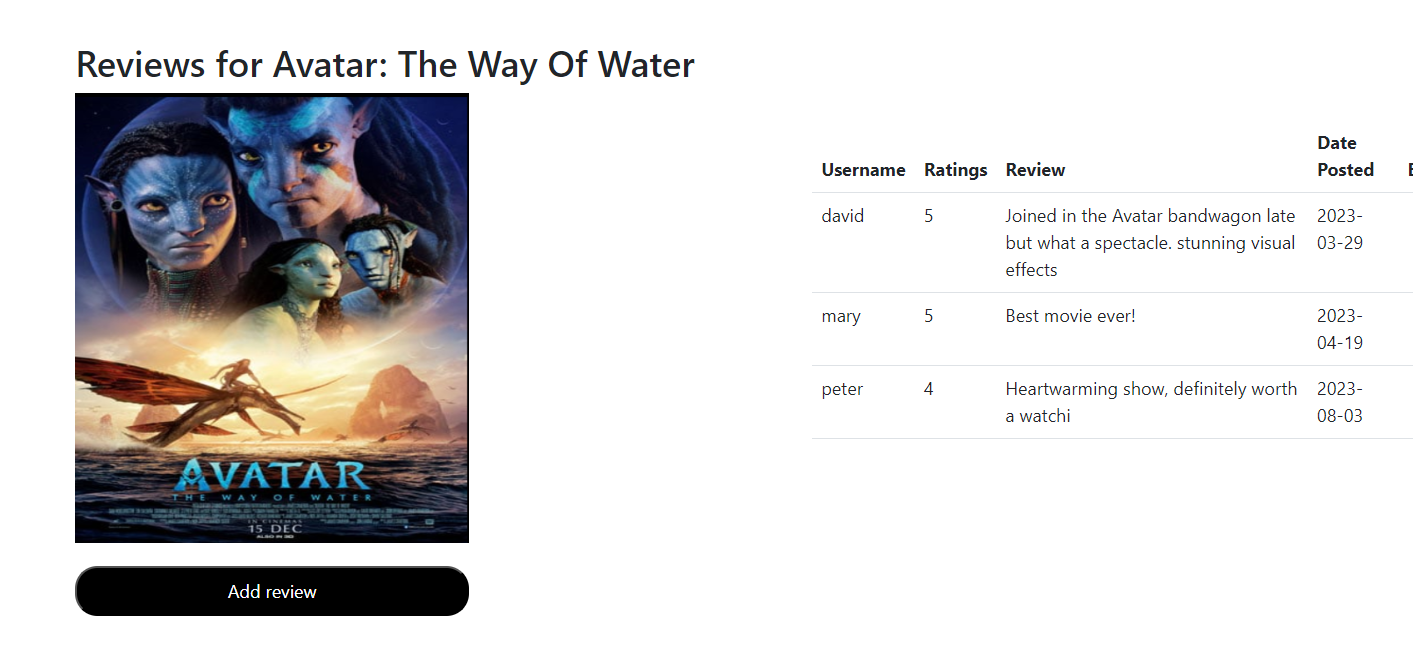 Reviews for Avatar: The Way Of Water
AVATAR
THE WAY OF WATER
IN CINEMAS
15 DEC
ALSO IN 3D
Add review
Username Ratings Review Date
Posted
david 5 Joined in the Avatar bandwagon late 2023-
but what a spectacle. stunning visual 03-29
effects
mary 5 Best movie ever! 2023-
04-19
peter 4 Heartwarming show, definitely worth 2023-
a watchi 08-03